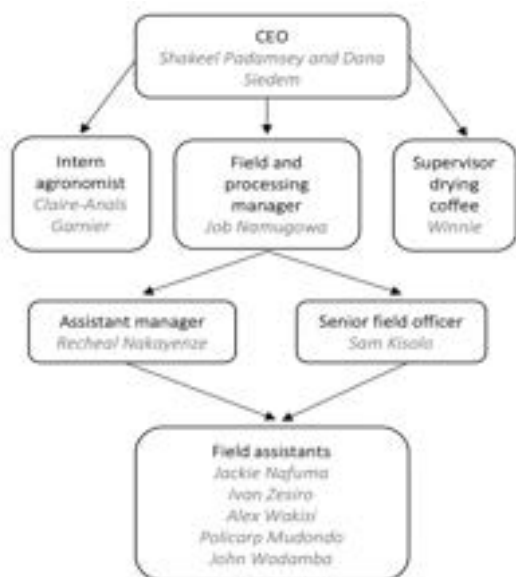 CEO
Shakeel Padamsey and Dana
Siedem
Intern
agronomist
Claire-Anaïs
Garnier
Field and
processing
manager
Job Namugowa
Supervisor
drying
coffee
Winnie
Assistant manager
Recheal Nakayenze
Senior field officer
Sam Kisolo
Field assistants
Jackie Nafuma
Ivan Zesiro
Alex Wakisi
Policarp Mudondo
John Wadamba